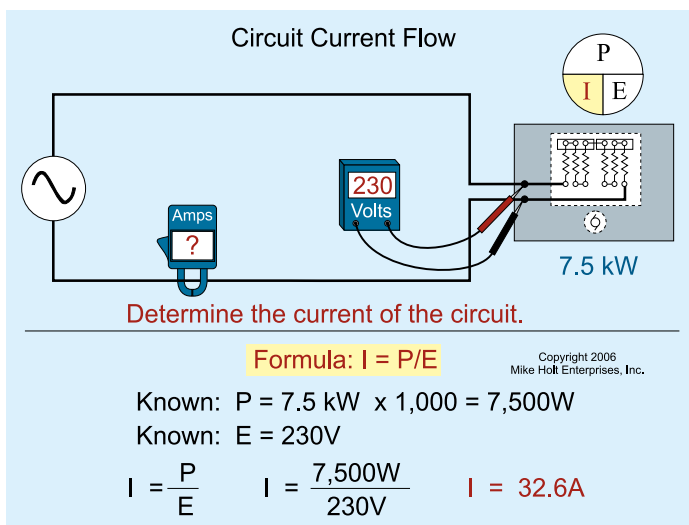 Circuit Current Flow
P
I E
230
Volts
Amps
?
7.5 kW
Determine the current of the circuit.
Formula: I = P/E
Copyright 2006
Mike Holt Enterprises, Inc.
Known: P = 7.5 kW x 1,000 = 7,500W
Known: E = 230V
I = P/E I = 7,500W/230V I = 32.6A